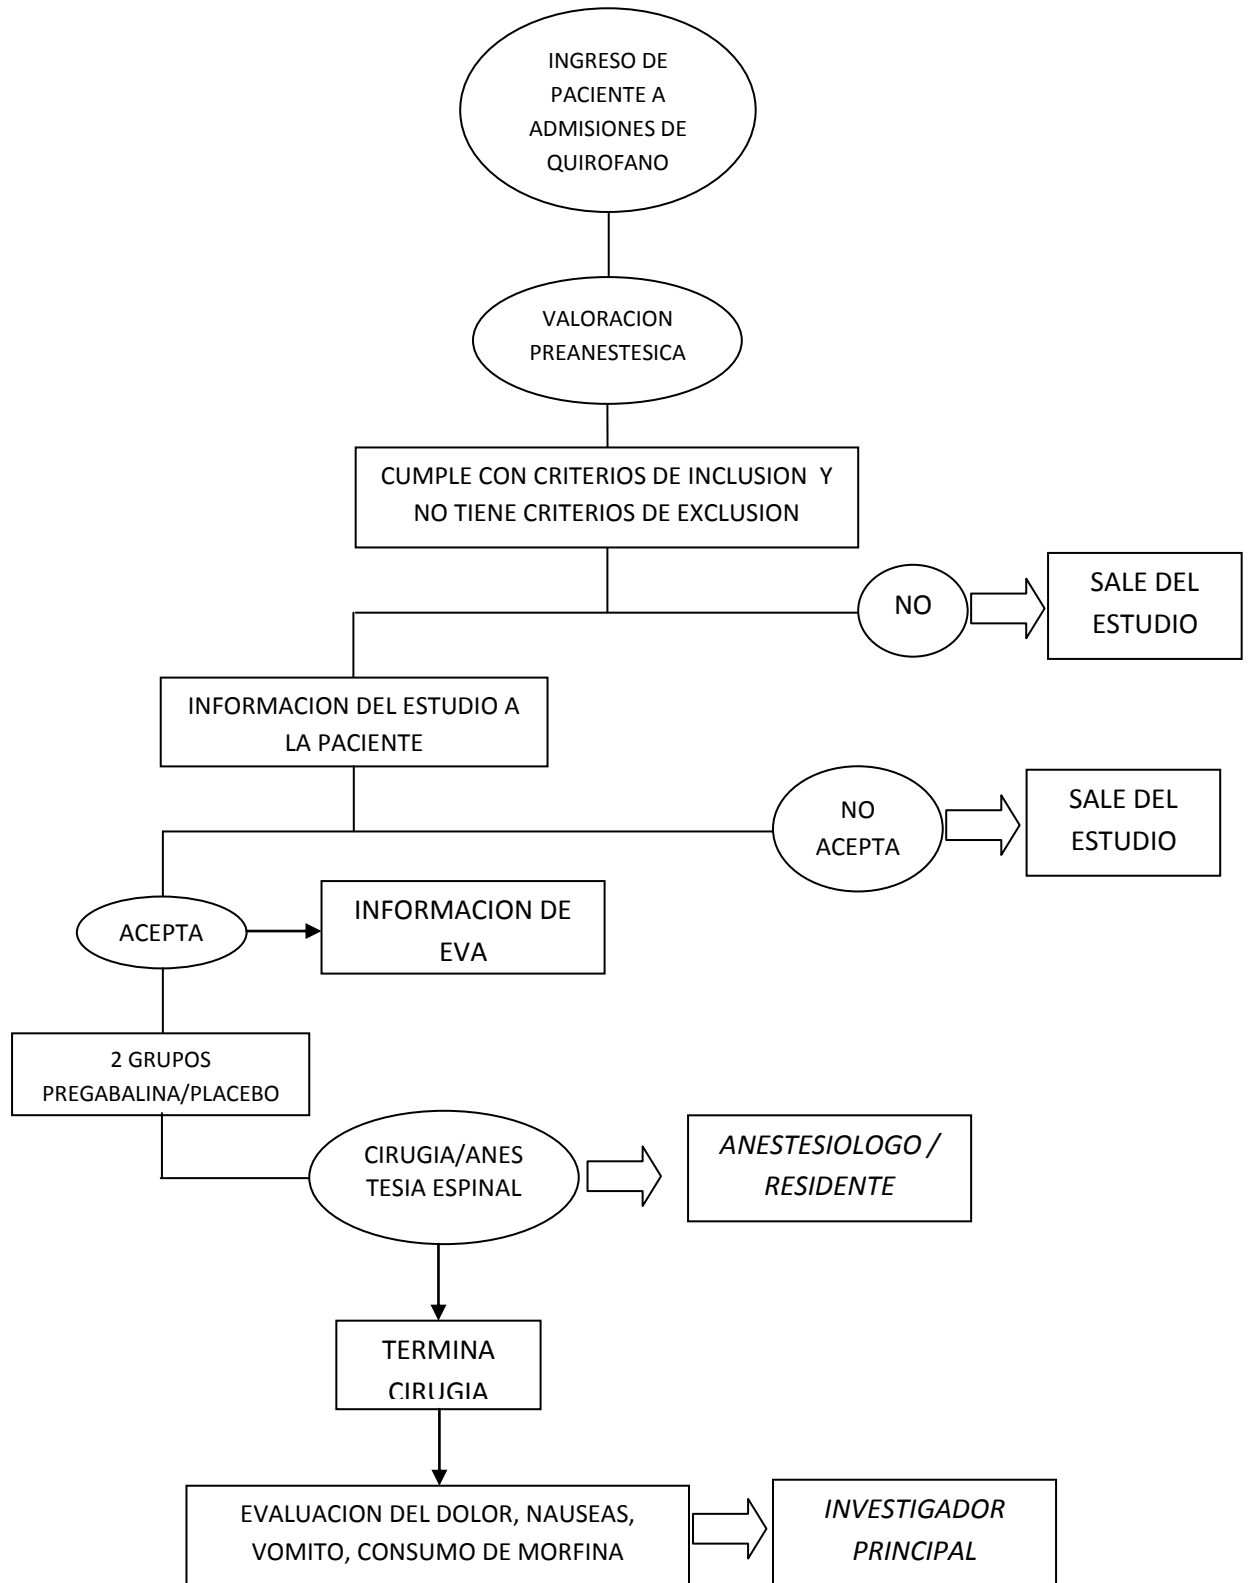 INGRESO DE
PACIENTE A
ADMISIONES DE
QUIROFANO
VALORACION
PREANESTESICA
CUMPLE CON CRITERIOS DE INCLUSION Y
NO TIENE CRITERIOS DE EXCLUSION
NO
SALE DEL
ESTUDIO
INFORMACION DEL ESTUDIO A
LA PACIENTE
NO
ACEPTA
SALE DEL
ESTUDIO
ACEPTA
INFORMACION DE
EVA
2 GRUPOS
PREGABALINA/PLACEBO
CIRUGIA/ANES
TESIA ESPINAL
ANESTESIOLOGO /
RESIDENTE
TERMINA
CIRUGIA
EVALUACION DEL DOLOR, NAUSEAS,
VOMITO, CONSUMO DE MORFINA
INVESTIGADOR
PRINCIPAL